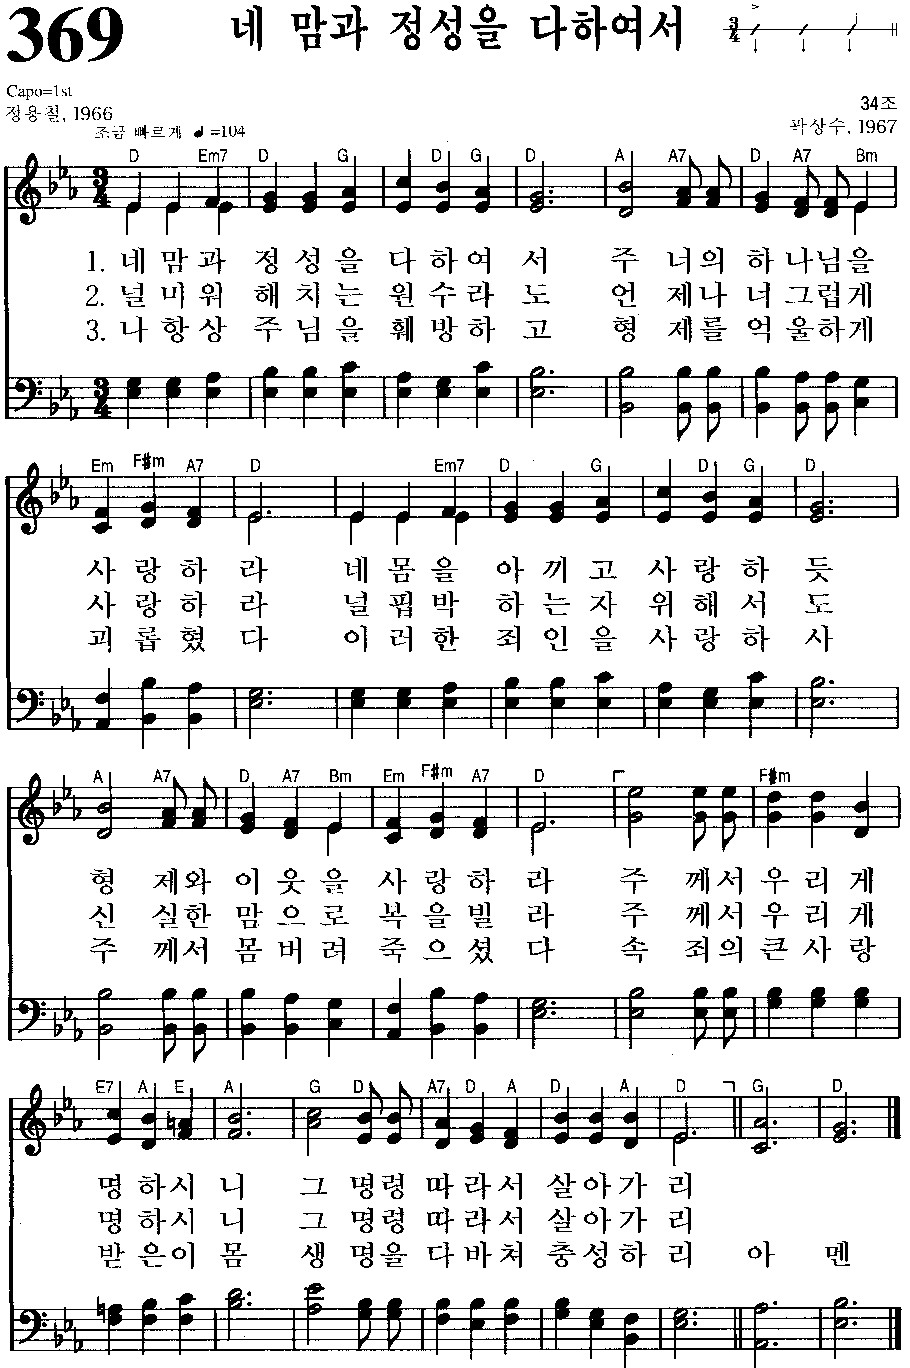 369 네 맘과 정성을 다하여서 3/4
Capo=1st
정용철, 1966
34조
곽상수, 1967
조금 빠르게 ♩=104
D Em7 D G D G D A A7 D A7 Bm
3/4
1. 네 맘 과 정 성 을 다 하 여 서 주 너 의 하 나 님 을
2. 널 미 워 해 치 는 원 수 라 도 언 제 나 너 그 럽 게
3. 나 항 상 주 님 을 훼 방 하 고 형 제 를 억 울 하 게
3/4
Em F#m A7 D Em7 D G D G D
사 랑 하 라 네 몸 을 아 끼 고 사 랑 하 듯
사 랑 하 라 널 핍 박 하 는 자 위 해 서 도
괴 롭 혔 다 이 러 한 죄 인 을 사 랑 하 사
A A7 D A7 Bm Em F#m A7 D F#m
형 제 와 이 웃 을 사 랑 하 라 주 께 서 우 리 게
신 실 한 맘 으 로 복 을 빌 라 주 께 서 우 리 게
주 께 서 몸 버 려 죽 으 셨 다 속 죄 의 큰 사 랑
E7 A E A G D A7 D A D A D G D
명 하 시 니 그 명 령 따 라 서 살 아 가 리
명 하 시 니 그 명 령 따 라 서 살 아 가 리
받 은 이 몸 생 명 을 다 바 쳐 충 성 하 리 아 멘